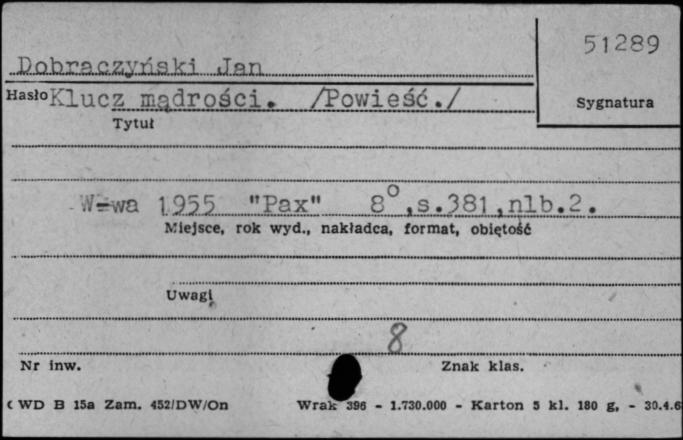 51289
Dobraczyński Jan
Hasło Klucz mądrości. /Powieść./
Sygnatura
Tytuł
W-wa 1955 "Pax" 8°,s.381,nlb.2.
Miejsce, rok wyd., nakładca, format, obiętość
Uwagi
8
Nr inw. Znak klas.
WD B 15a Zam. 452/DW/On Wrak 396 - 1.730.000 - Karton 5 kl. 180 g, - 30.4.6